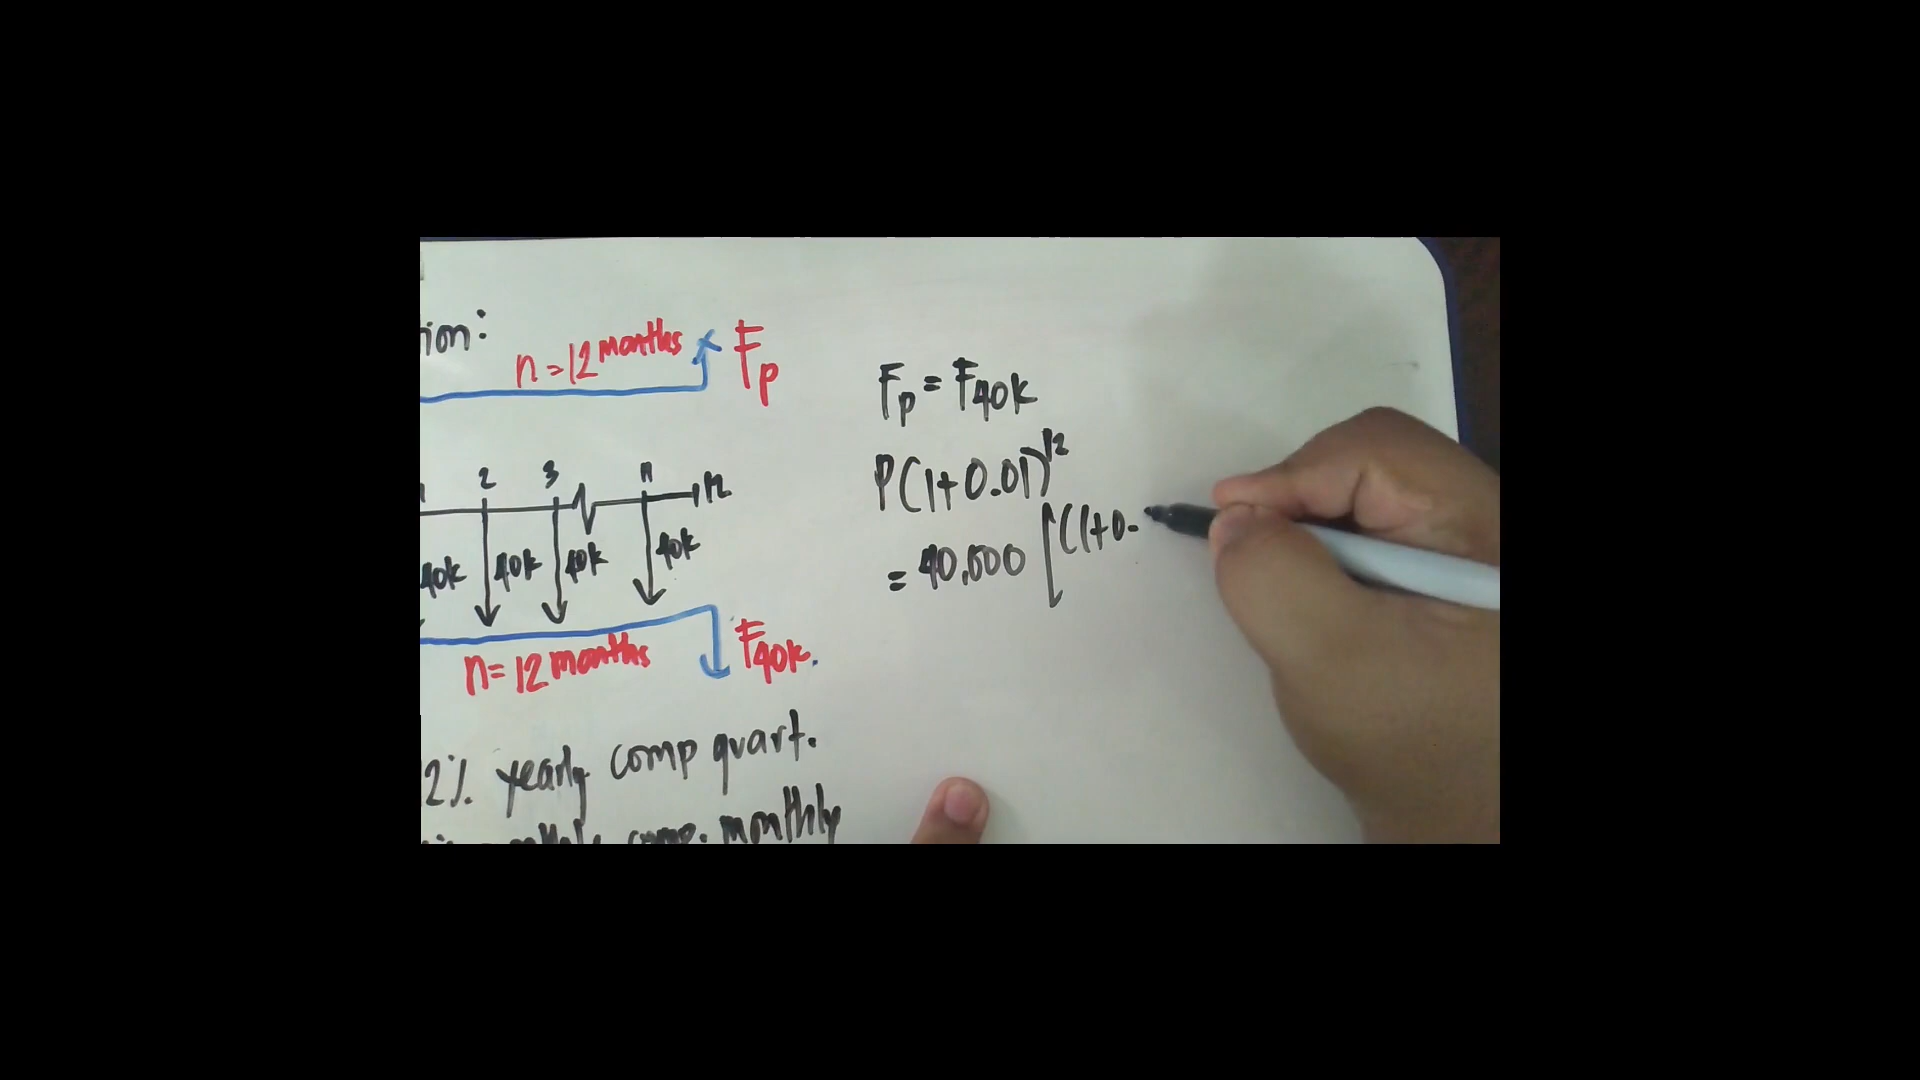 ion:
n=12 months Fp
2 3 n 12
40k 40k 40k 40k
n=12 months F40k.
2% yearly comp quart.
comp. monthly
Fp = F40k
P(1+0.01)^12
= 40,000 [(1+0.